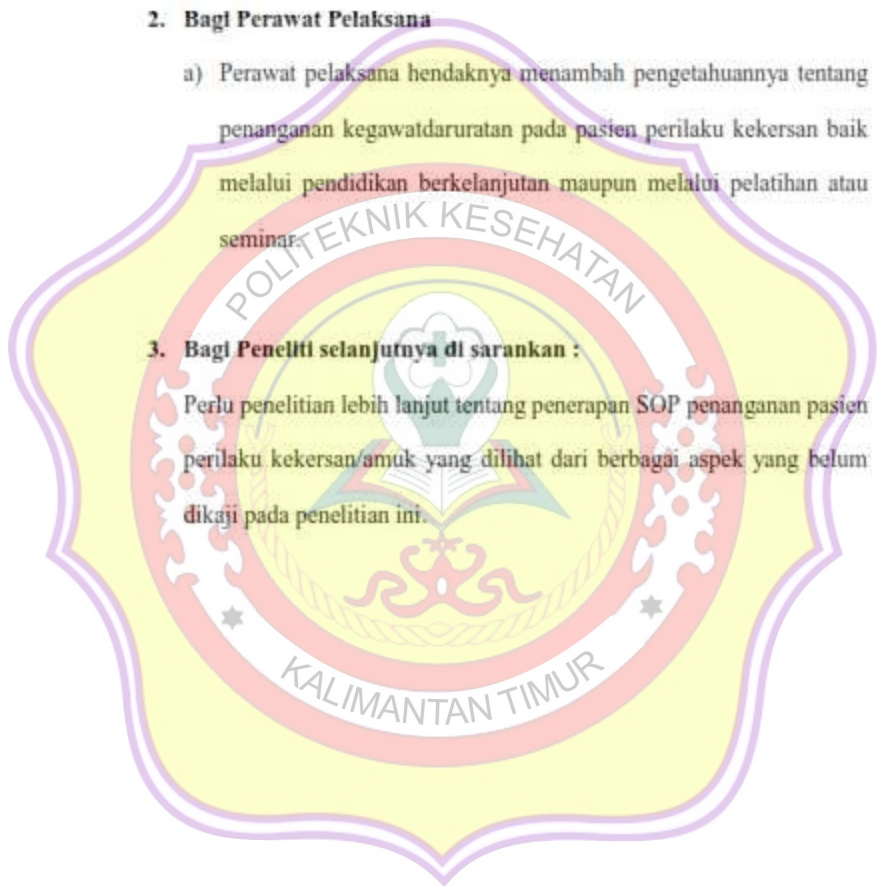 2. Bagi Perawat Pelaksana
a) Perawat pelaksana hendaknya menambah pengetahuannya tentang
penanganan kegawatdaruratan pada pasien perilaku kekersan baik
melalui pendidikan berkelanjutan maupun melalui pelatihan atau
seminar.
POLITEKNIK KESEHATAN
3. Bagi Peneliti selanjutnya di sarankan :
Perlu penelitian lebih lanjut tentang penerapan SOP penanganan pasien
perilaku kekersan/amuk yang dilihat dari berbagai aspek yang belum
dikaji pada penelitian ini.
KALIMANTAN TIMUR